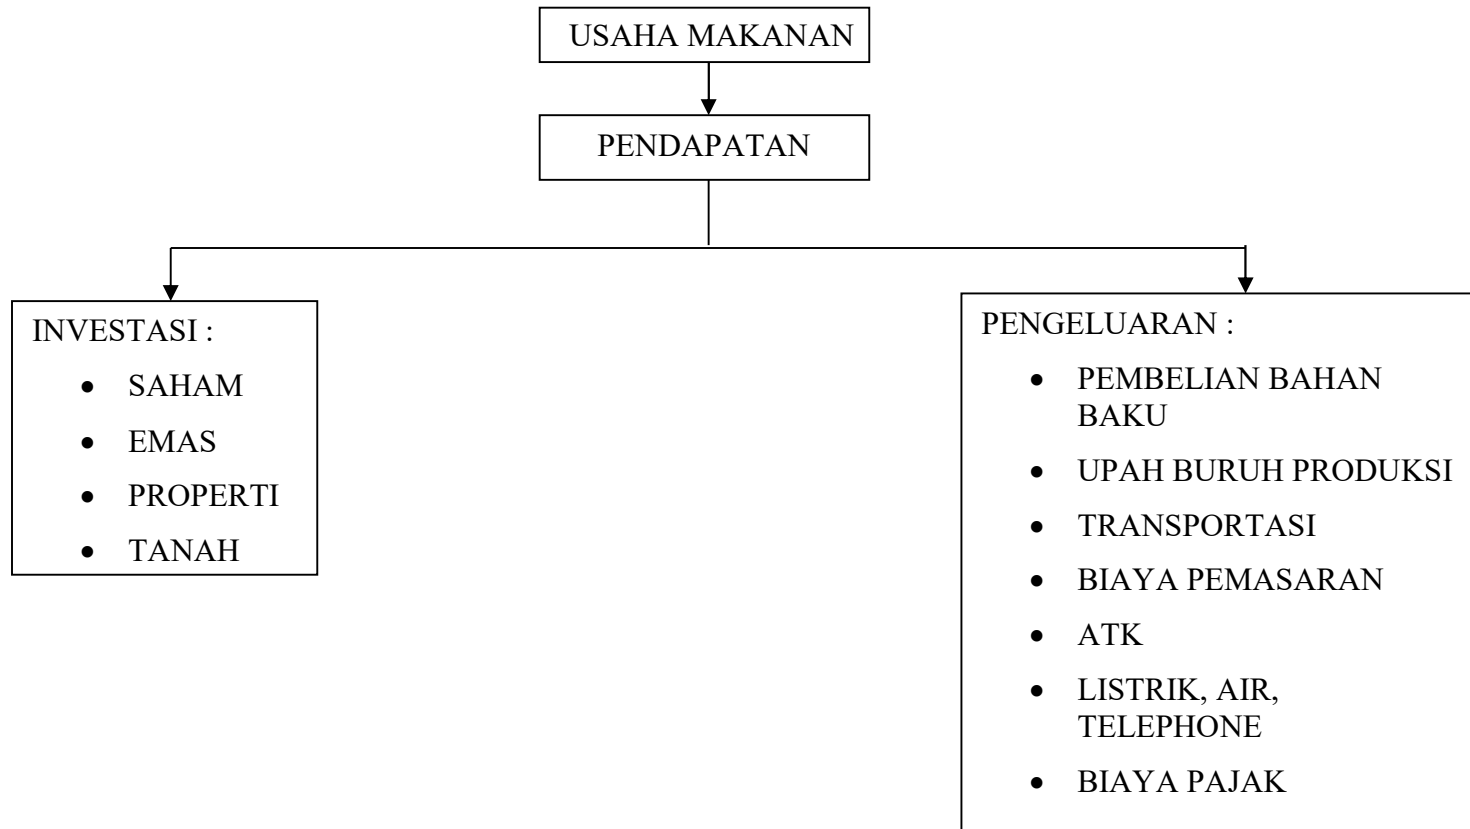 USAHA MAKANAN
PENDAPATAN
INVESTASI :
• SAHAM
• EMAS
• PROPERTI
• TANAH
PENGELUARAN :
• PEMBELIAN BAHAN
BAKU
• UPAH BURUH PRODUKSI
• TRANSPORTASI
• BIAYA PEMASARAN
• ATK
• LISTRIK, AIR,
TELEPHONE
• BIAYA PAJAK